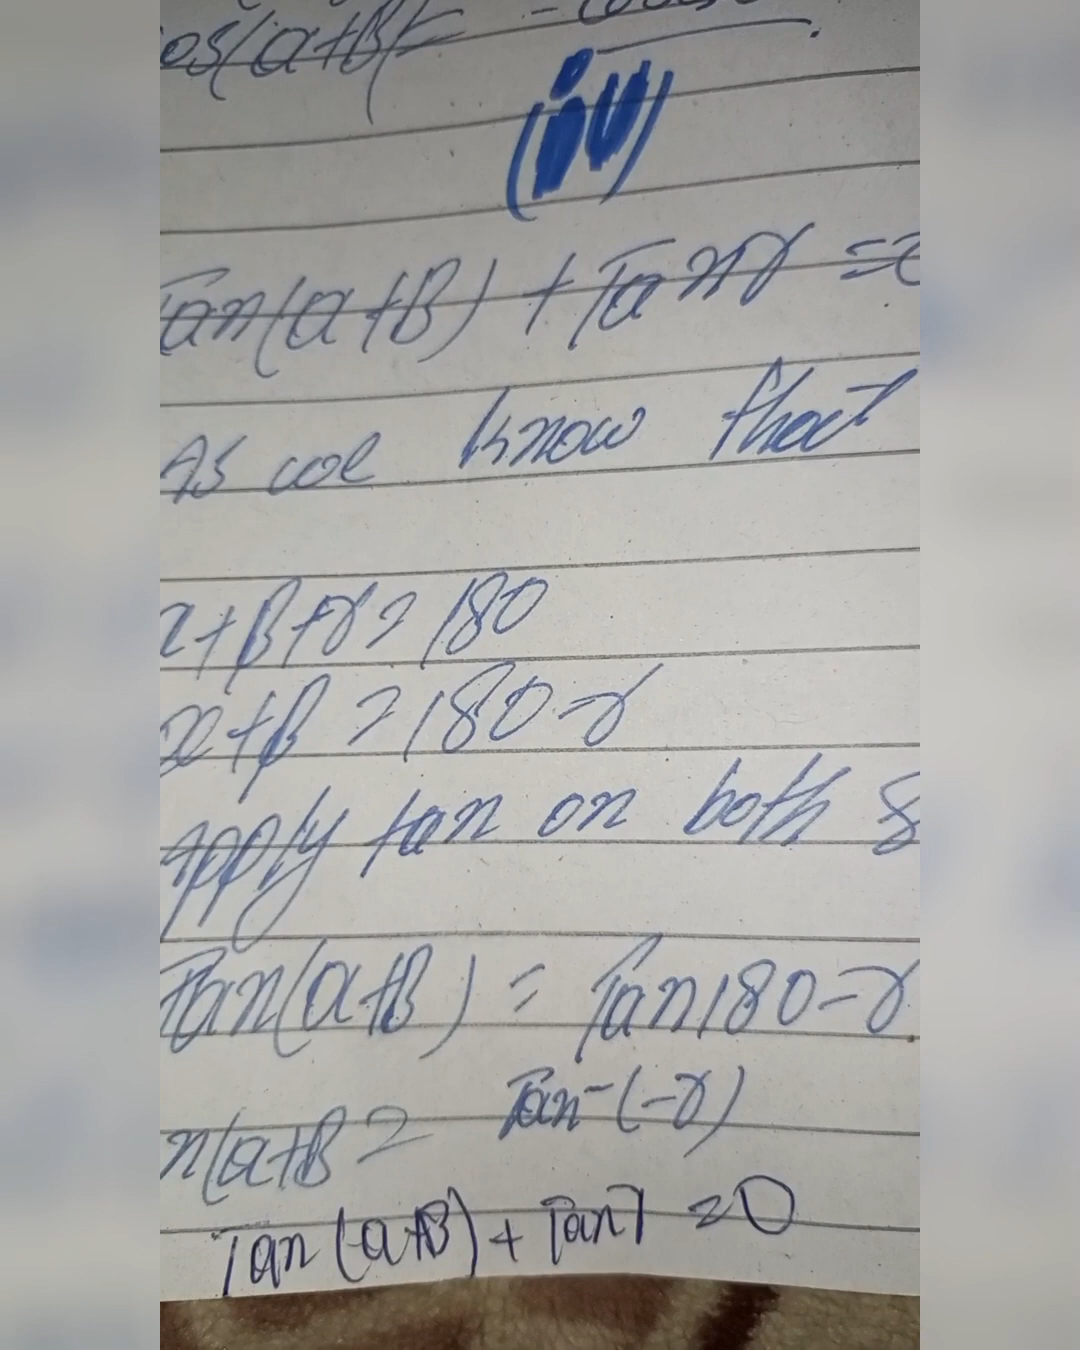 os(α+β)= -
(iv)
Tan(α+β) + Tanγ =
As we know that
α+β+γ = 180
α+β = 180-γ
Apply tan on both s
Tan(α+β) = Tan180-γ
n(α+β = Tan (-γ)
Tan (α+β) + Tanγ =0